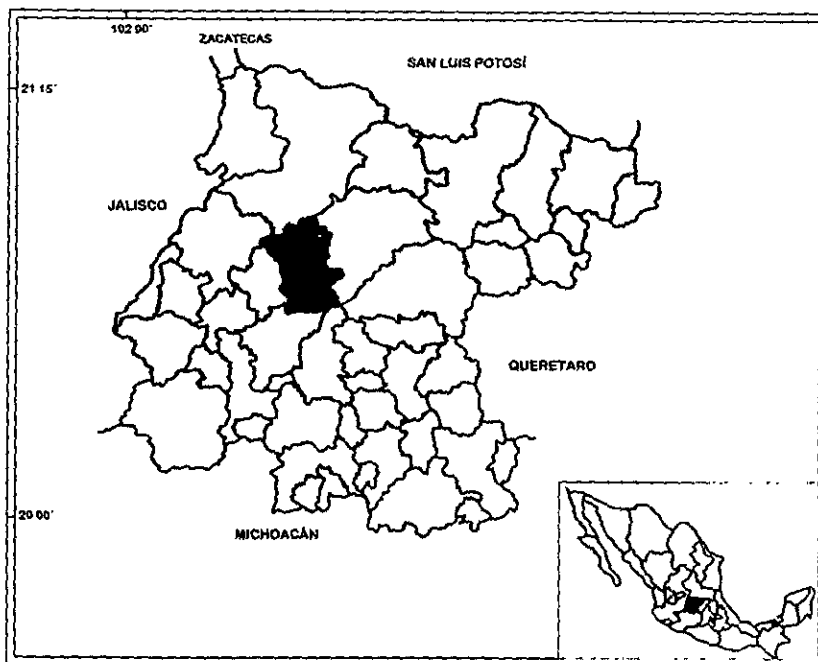 102 00´
ZACATECAS
SAN LUIS POTOSÍ
21 15´
JALISCO
QUERETARO
20 00´
MICHOACÁN